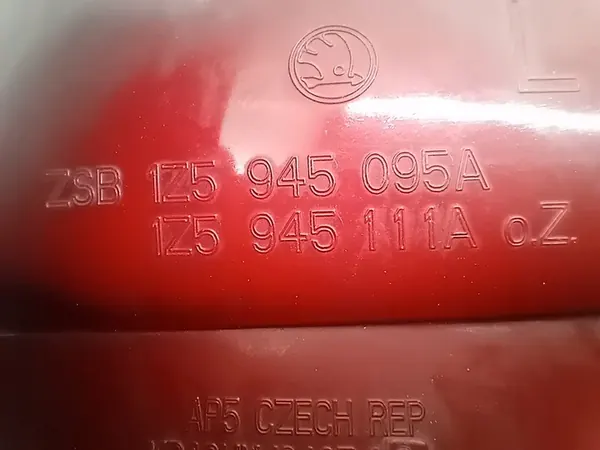 ZSB 1Z5 945 095A
1Z5 945 111A o.Z.
AP5 CZECH REP